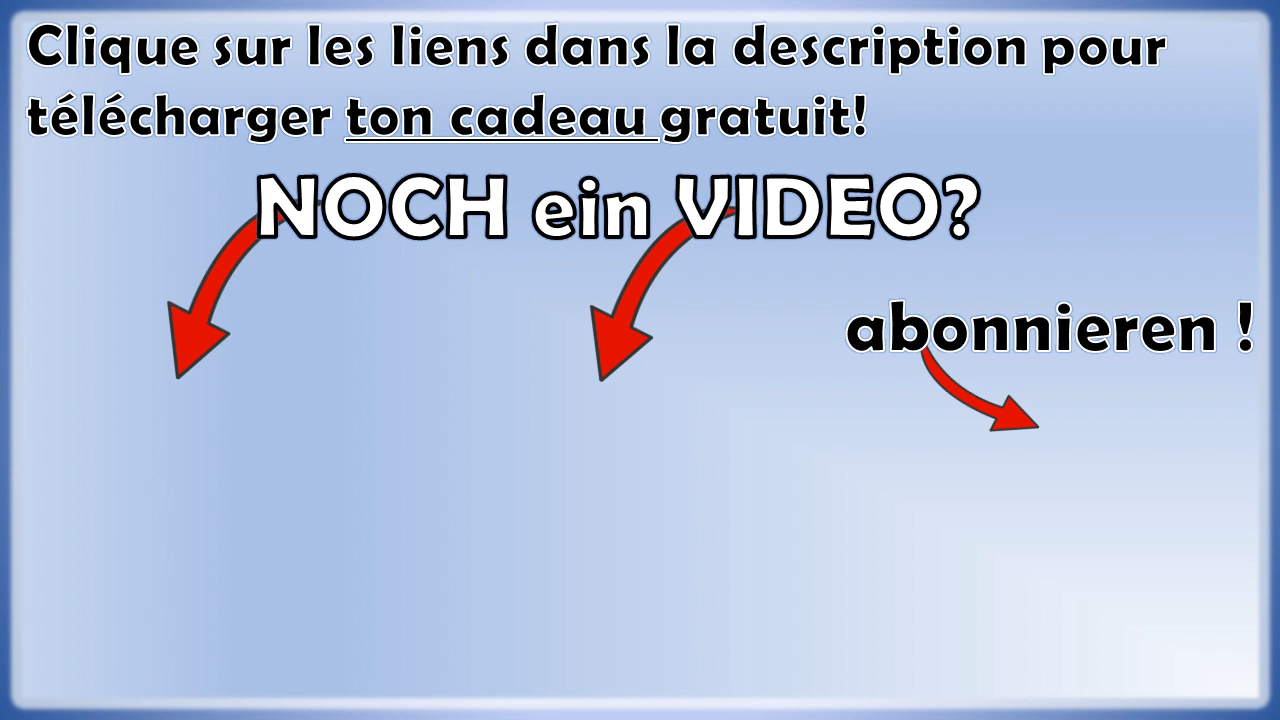 Clique sur les liens dans la description pour
télécharger ton cadeau gratuit!
NOCH ein VIDEO?
abonnieren !